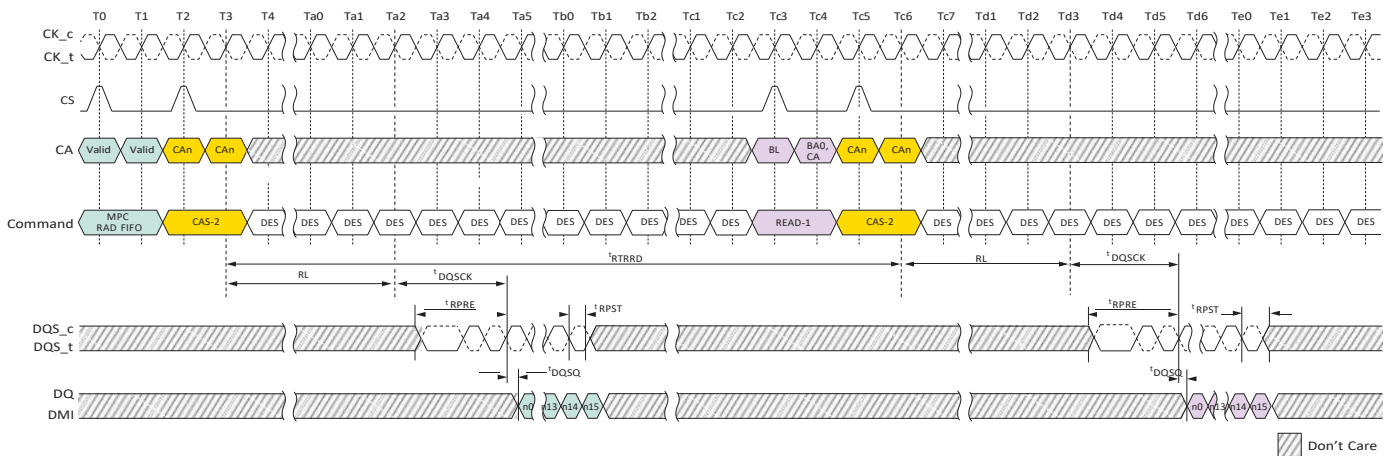 T0 T1 T2 T3 T4 Ta0 Ta1 Ta2 Ta3 Ta4 Ta5 Tb0 Tb1 Tb2 Tc1 Tc2 Tc3 Tc4 Tc5 Tc6 Tc7 Td1 Td2 Td3 Td4 Td5 Td6 Te0 Te1 Te2 Te3
CK_c
CK_t
CS
CA Valid Valid CAn CAn BL BA0, CA CAn CAn
Command MPC RAD FIFO CAS-2 DES DES DES DES DES DES DES DES DES DES DES DES READ-1 CAS-2 DES DES DES DES DES DES DES DES DES DES DES
tRTRRD
RL tDQSCK RL tDQSCK
tRPRE tRPST tRPRE tRPST
DQS_c
DQS_t
tDQSQ tDQSQ
DQ
DMI
n0 n13 n14 n15 n0 n13 n14 n15
Don't Care